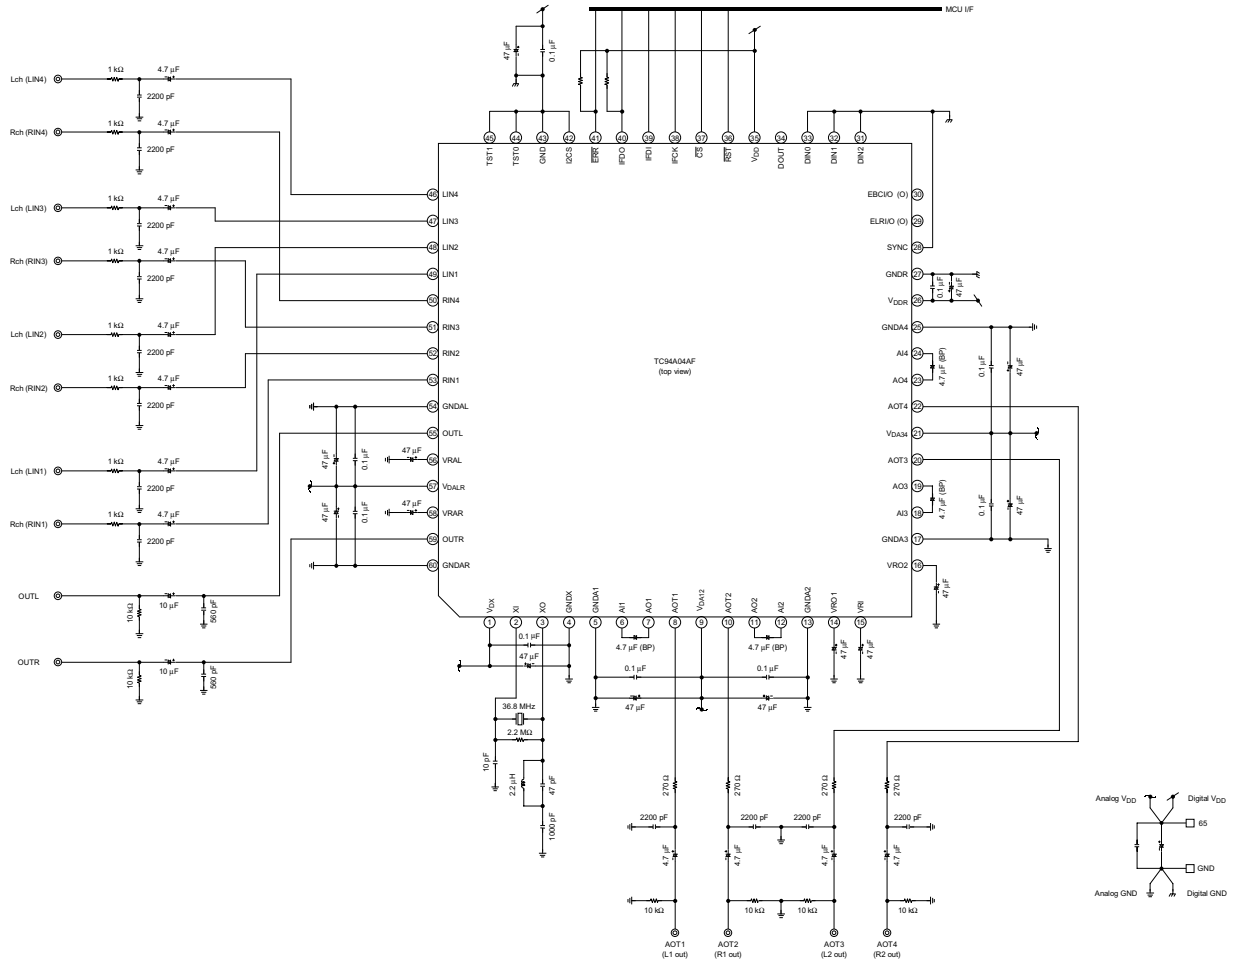 MCU I/F
47 µF
0.1 µF
Lch (LIN4)
1 kΩ
4.7 µF
2200 pF
Rch (RIN4)
1 kΩ
4.7 µF
2200 pF
Lch (LIN3)
1 kΩ
4.7 µF
2200 pF
Rch (RIN3)
1 kΩ
4.7 µF
2200 pF
Lch (LIN2)
1 kΩ
4.7 µF
2200 pF
Rch (RIN2)
1 kΩ
4.7 µF
2200 pF
Lch (LIN1)
1 kΩ
4.7 µF
2200 pF
Rch (RIN1)
1 kΩ
4.7 µF
2200 pF
OUTL
10 kΩ
10 µF
560 pF
OUTR
10 kΩ
10 µF
560 pF
45 44 43 42 41 40 39 38 37 36 35 34 33 32 31
TST1 TST0 GND I2CS ERR IFDO IFDI IFCK CS RST VDD DOUT DIN0 DIN1 DIN2
46 LIN4
47 LIN3
48 LIN2
49 LIN1
50 RIN4
51 RIN3
52 RIN2
53 RIN1
54 GNDAL
55 OUTL
56 VRAL
57 VDALR
58 VRAR
59 OUTR
60 GNDAR
47 µF
0.1 µF
47 µF
47 µF
0.1 µF
47 µF
TC94A04AF
(top view)
EBCI/O (O) 30
ELRI/O (O) 29
SYNC 28
GNDR 27
VDDR 26
GNDA4 25
AI4 24
AO4 23
AOT4 22
VDA34 21
AOT3 20
AO3 19
AI3 18
GNDA3 17
VRO2 16
0.1 µF
47 µF
4.7 µF (BP)
0.1 µF
47 µF
4.7 µF (BP)
0.1 µF
47 µF
47 µF
VDX XI XO GNDX GNDA1 AI1 AO1 AOT1 VDA12 AOT2 AO2 AI2 GNDA2 VRO1 VRI
1 2 3 4 5 6 7 8 9 10 11 12 13 14 15
0.1 µF
47 µF
4.7 µF (BP)
4.7 µF (BP)
47 µF
47 µF
0.1 µF
0.1 µF
47 µF
47 µF
36.8 MHz
2.2 MΩ
10 pF
2.2 µH
47 pF
1000 pF
270 Ω
270 Ω
270 Ω
270 Ω
2200 pF
2200 pF
2200 pF
2200 pF
4.7 µF
4.7 µF
4.7 µF
4.7 µF
10 kΩ
10 kΩ
10 kΩ
10 kΩ
AOT1
(L1 out)
AOT2
(R1 out)
AOT3
(L2 out)
AOT4
(R2 out)
Analog VDD
Digital VDD
65
GND
Analog GND
Digital GND